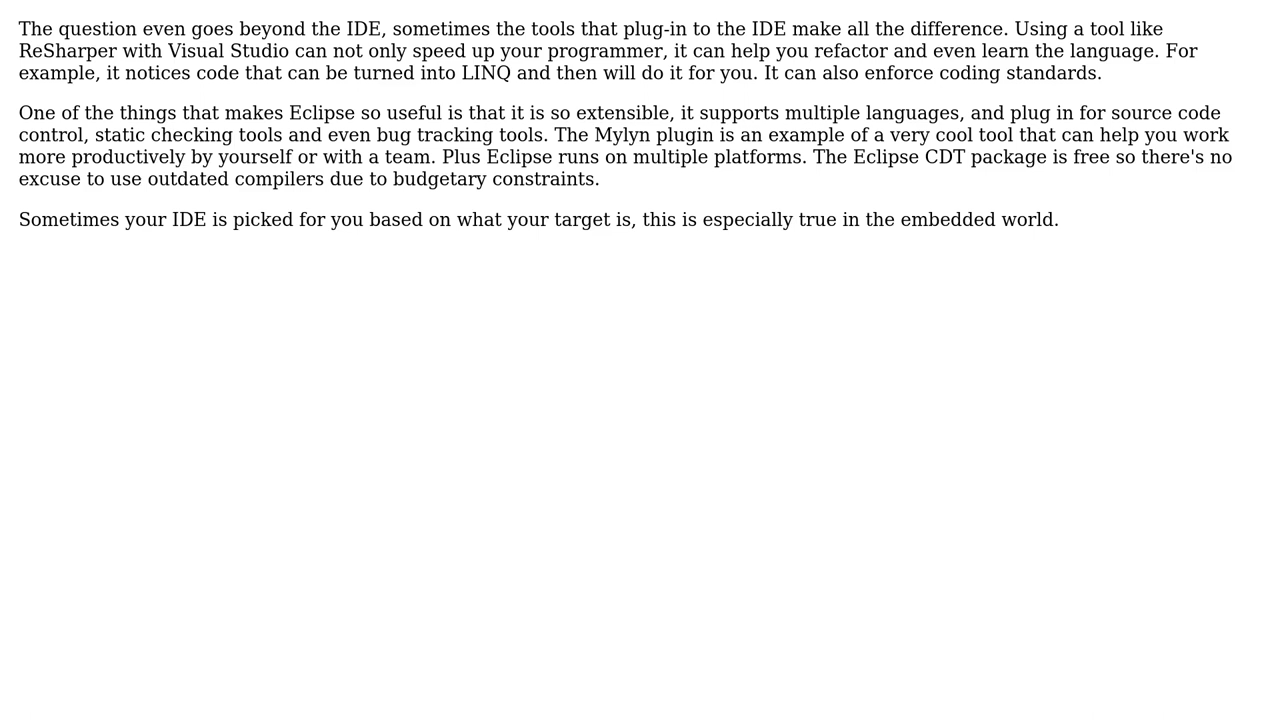 The question even goes beyond the IDE, sometimes the tools that plug-in to the IDE make all the difference. Using a tool like
ReSharper with Visual Studio can not only speed up your programmer, it can help you refactor and even learn the language. For
example, it notices code that can be turned into LINQ and then will do it for you. It can also enforce coding standards.
One of the things that makes Eclipse so useful is that it is so extensible, it supports multiple languages, and plug in for source code
control, static checking tools and even bug tracking tools. The Mylyn plugin is an example of a very cool tool that can help you work
more productively by yourself or with a team. Plus Eclipse runs on multiple platforms. The Eclipse CDT package is free so there's no
excuse to use outdated compilers due to budgetary constraints.
Sometimes your IDE is picked for you based on what your target is, this is especially true in the embedded world.